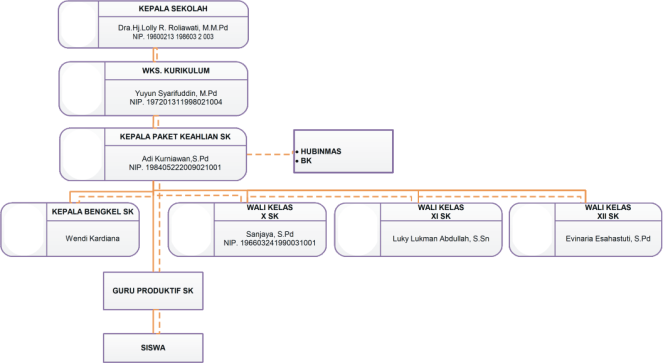 KEPALA SEKOLAH
Dra.Hj.Lolly R. Roliawati, M.M.Pd
NIP. 19600213 198603 2 003
WKS. KURIKULUM
Yuyun Syarifuddin, M.Pd
NIP. 197201311998021004
KEPALA PAKET KEAHLIAN SK
Adi Kurniawan,S.Pd
NIP. 198405222009021001
• HUBINMAS
• BK
KEPALA BENGKEL SK
Wendi Kardiana
WALI KELAS
X SK
Sanjaya, S.Pd
NIP. 196603241990031001
WALI KELAS
XI SK
Luky Lukman Abdullah, S.Sn
WALI KELAS
XII SK
Evinaria Esahastuti, S.Pd
GURU PRODUKTIF SK
SISWA